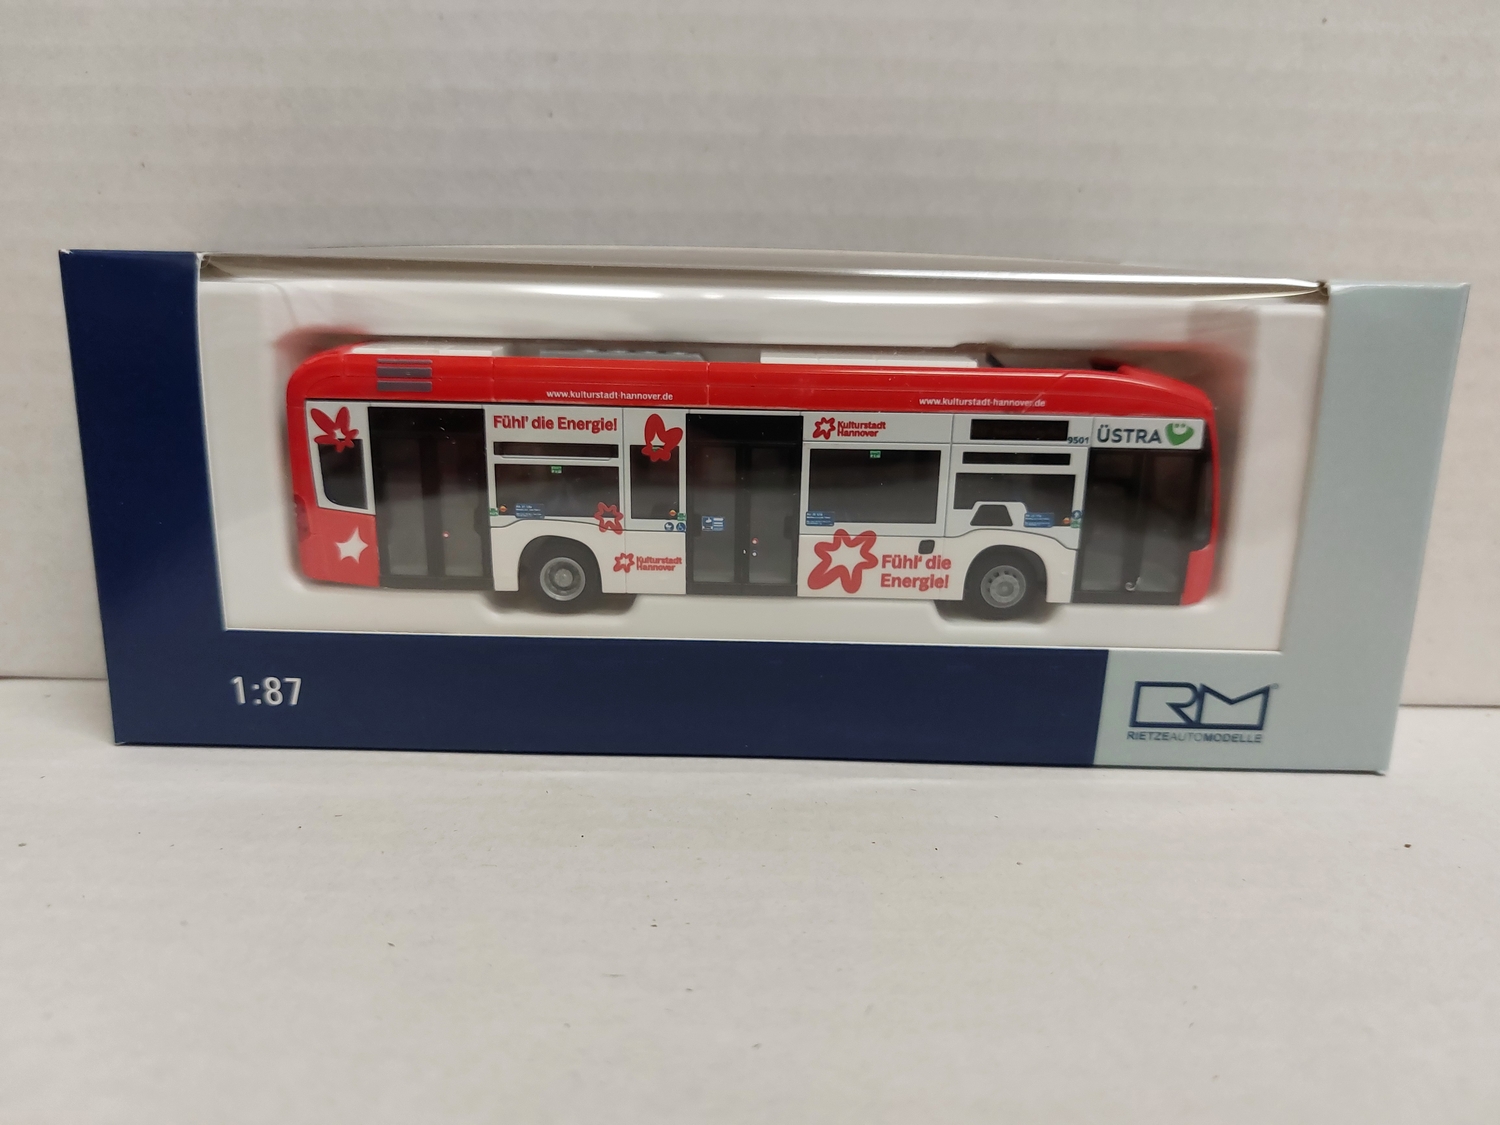 www.kulturstadt-hannover.de
www.kulturstadt-hannover.de
Fühl' die Energie!
Kulturstadt
Hannover
9501
ÜSTRA
Kulturstadt
Hannover
Fühl' die
Energie!
1:87
RM
RIETZEAUTOMODELLE